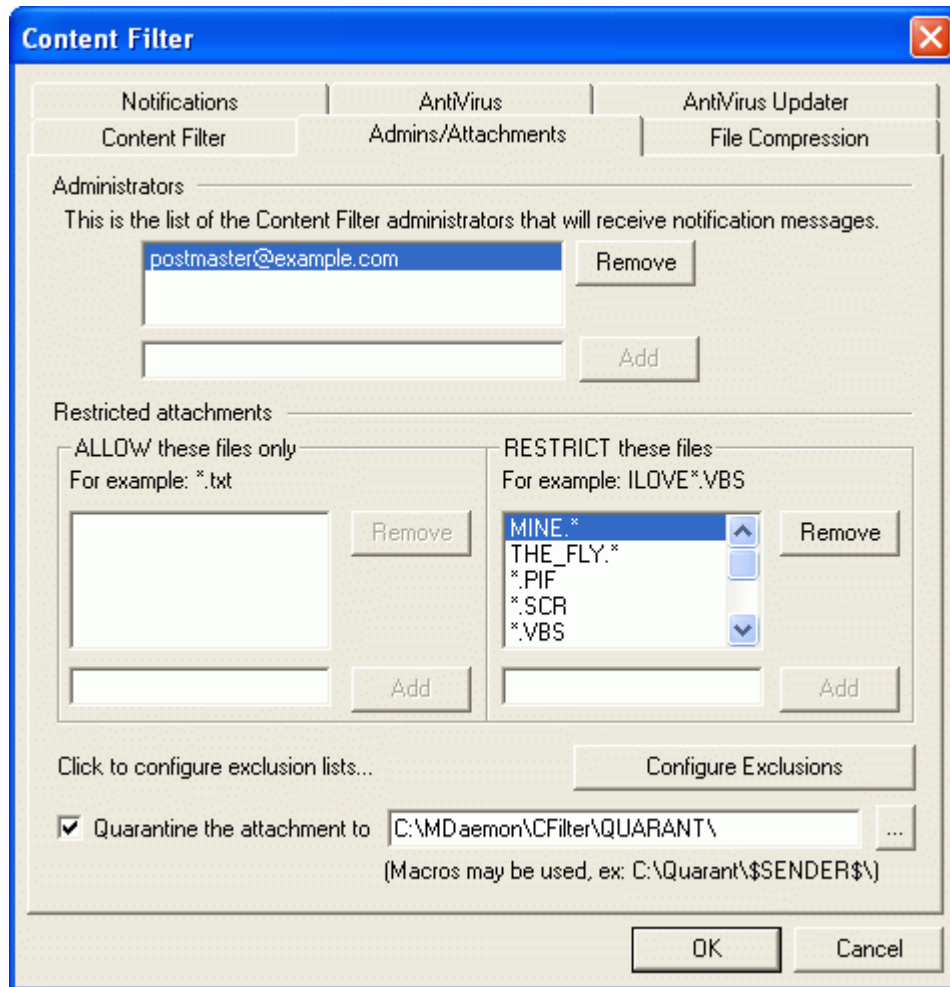 Content Filter
Notifications AntiVirus AntiVirus Updater
Content Filter Admins/Attachments File Compression
Administrators
This is the list of the Content Filter administrators that will receive notification messages.
postmaster@example.com Remove
Add
Restricted attachments
ALLOW these files only
For example: *.txt
Remove
Add
RESTRICT these files
For example: ILOVE*.VBS
MINE.*
THE_FLY.*
*.PIF
*.SCR
*.VBS
Remove
Add
Click to configure exclusion lists... Configure Exclusions
Quarantine the attachment to C:\MDaemon\CFilter\QUARANT\ ...
(Macros may be used, ex: C:\Quarant\$SENDER$\)
OK Cancel